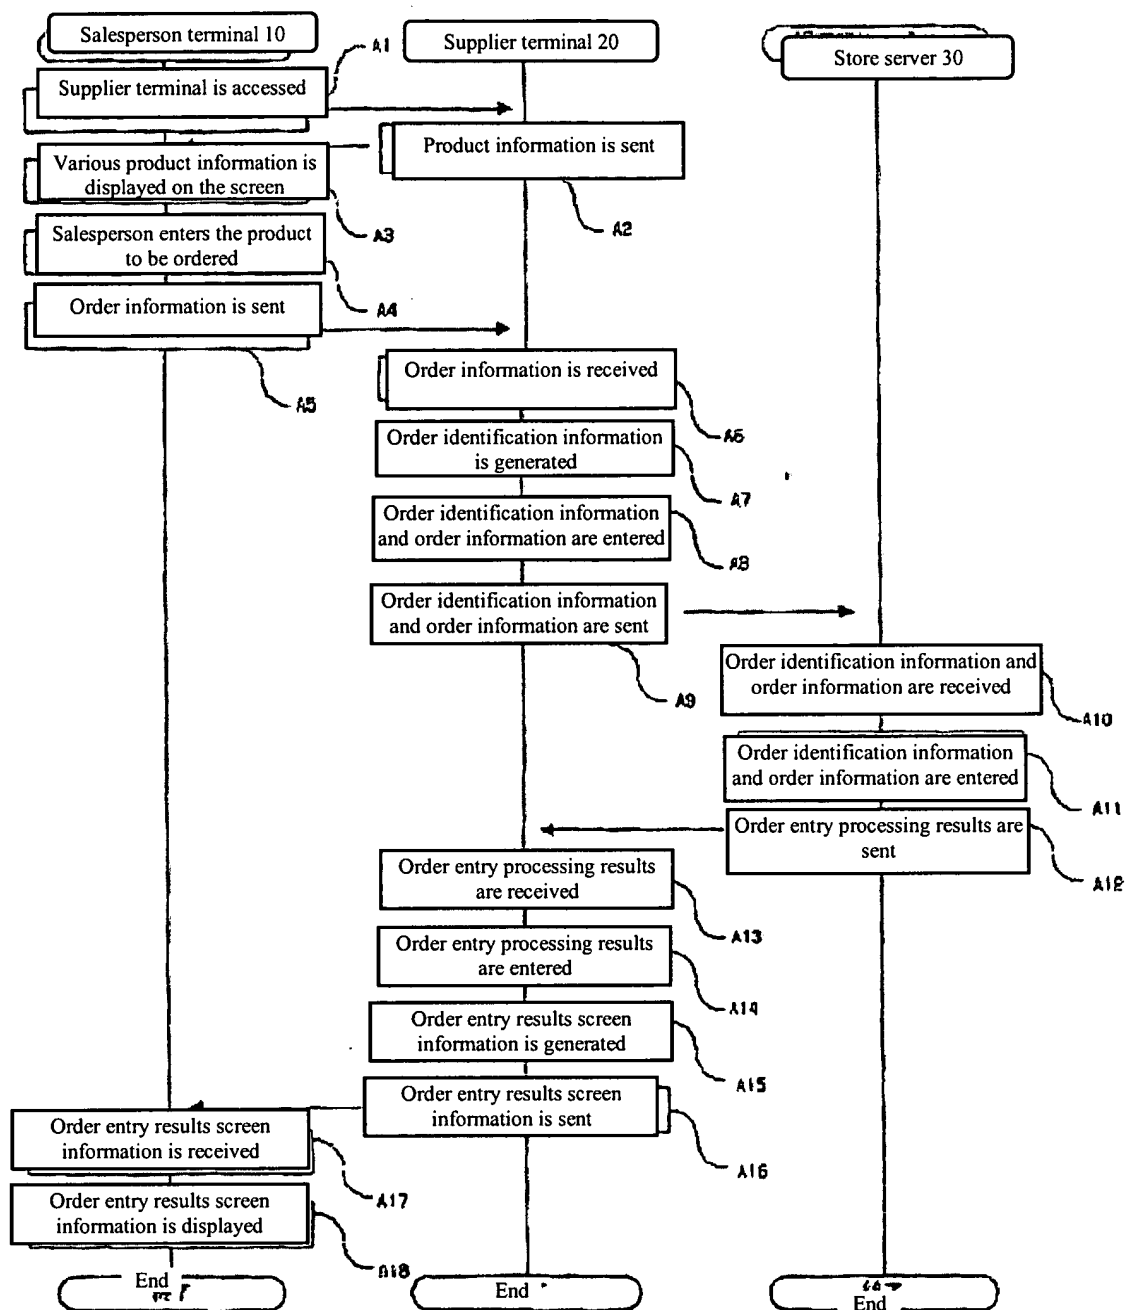 Salesperson terminal 10
Supplier terminal 20
Store server 30
A1
Supplier terminal is accessed
Product information is sent
A2
Various product information is
displayed on the screen
A3
Salesperson enters the product
to be ordered
A4
Order information is sent
A5
Order information is received
A6
Order identification information
is generated
A7
Order identification information
and order information are entered
A8
Order identification information
and order information are sent
A9
Order identification information and
order information are received
A10
Order identification information
and order information are entered
A11
Order entry processing results are
sent
A12
Order entry processing results
are received
A13
Order entry processing results
are entered
A14
Order entry results screen
information is generated
A15
Order entry results screen
information is sent
A16
Order entry results screen
information is received
A17
Order entry results screen
information is displayed
A18
End
End
End